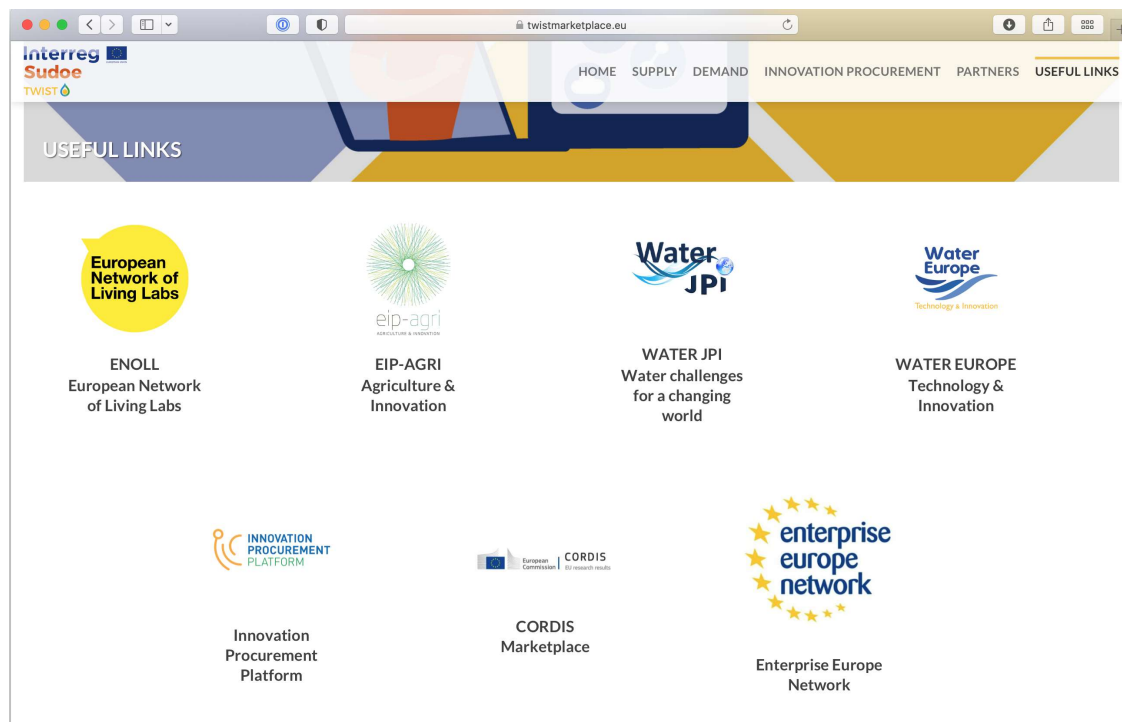 twistmarketplace.eu
Interreg
Sudoe
TWIST
HOME SUPPLY DEMAND INNOVATION PROCUREMENT PARTNERS USEFUL LINKS
USEFUL LINKS
European
Network of
Living Labs
eip-agri
AGRICULTURE & INNOVATION
Water
JPI
Water
Europe
Technology & Innovation
ENOLL
European Network
of Living Labs
EIP-AGRI
Agriculture &
Innovation
WATER JPI
Water challenges
for a changing
world
WATER EUROPE
Technology &
Innovation
INNOVATION
PROCUREMENT
PLATFORM
European
Commission
CORDIS
EU research results
enterprise
europe
network
Innovation
Procurement
Platform
CORDIS
Marketplace
Enterprise Europe
Network